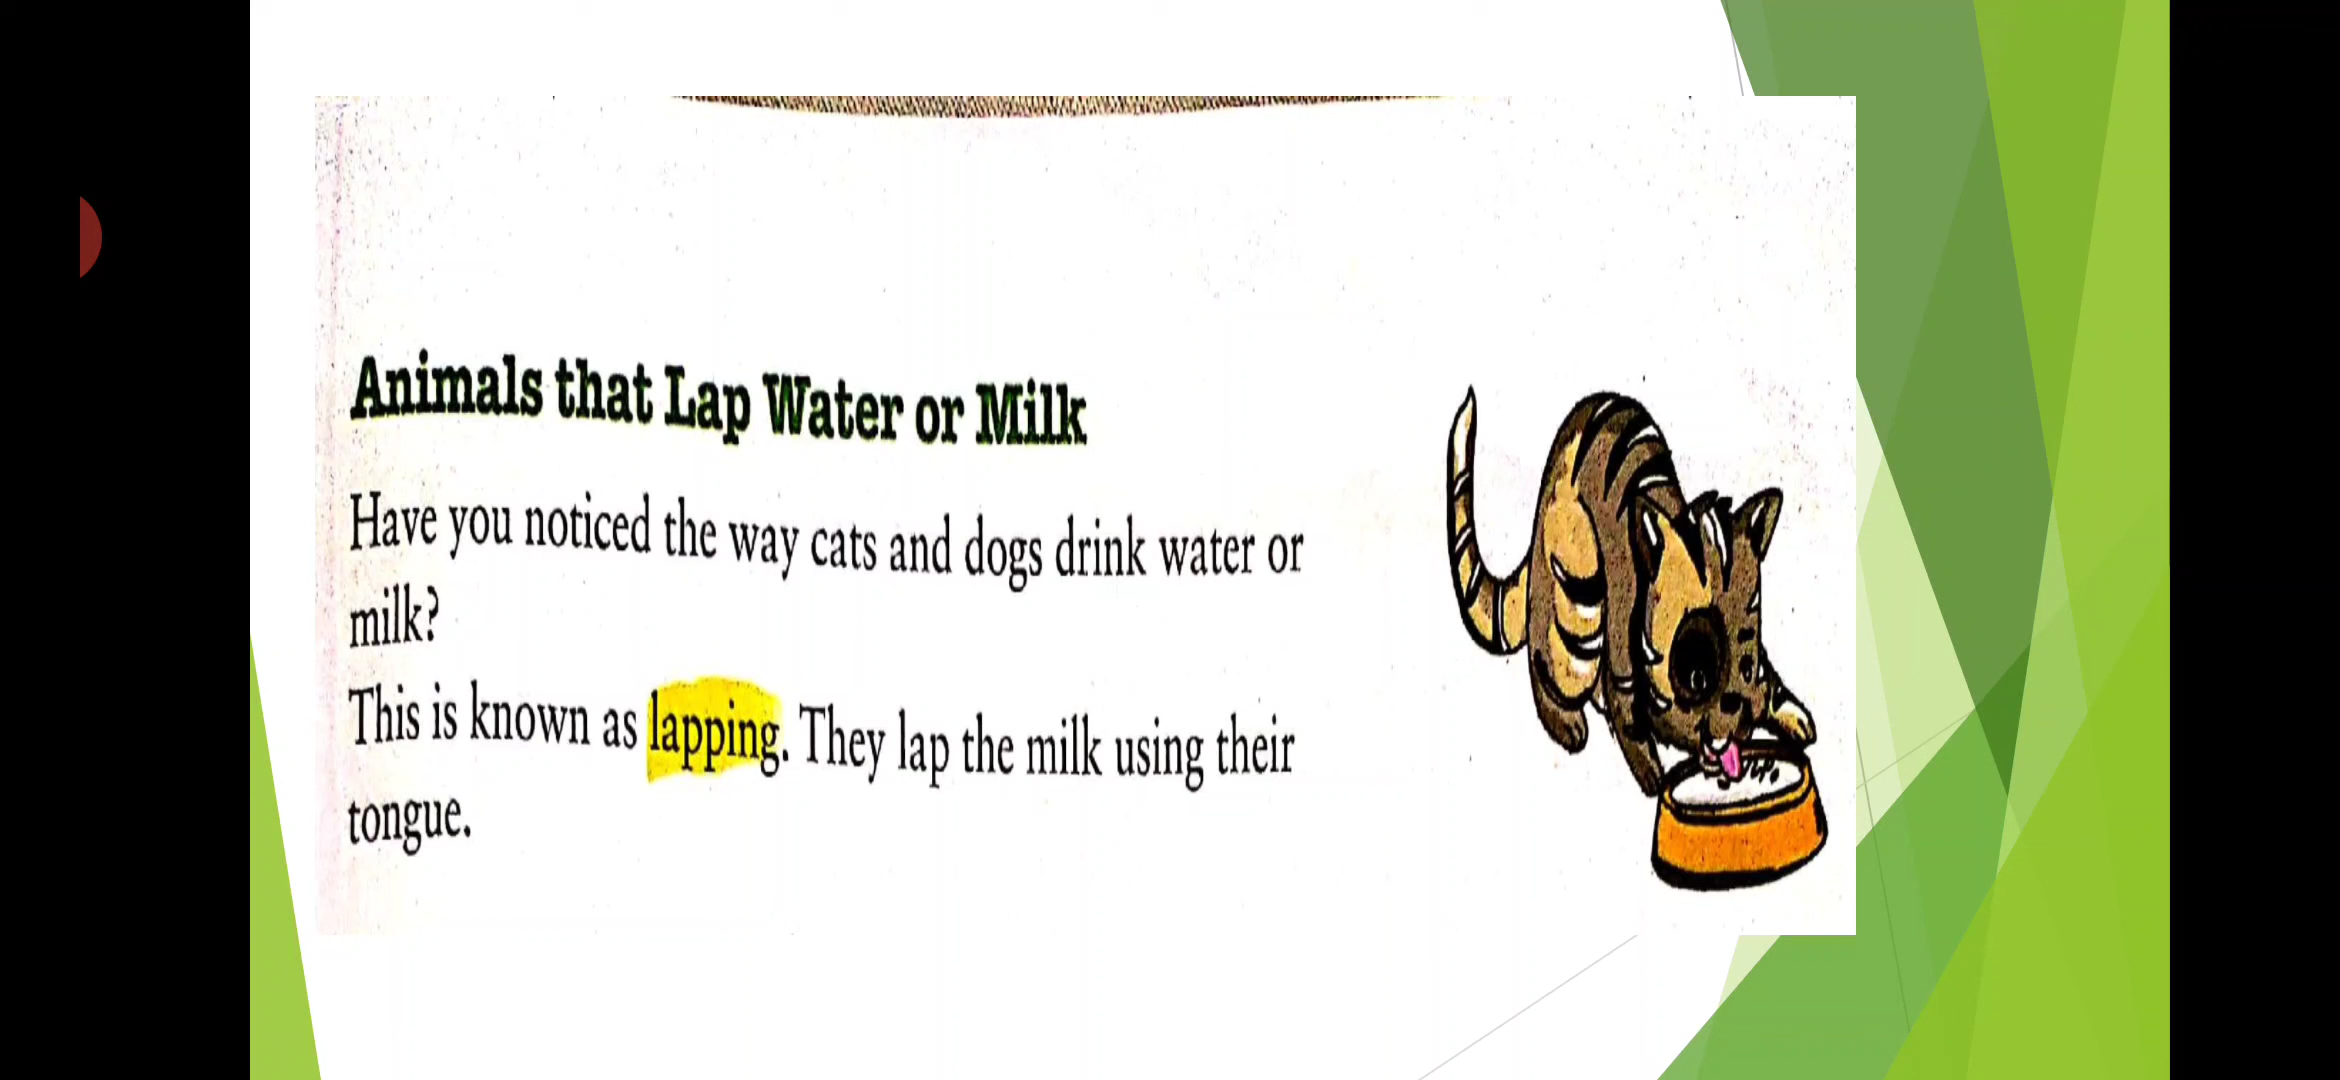 Animals that Lap Water or Milk
Have you noticed the way cats and dogs drink water or
milk?
This is known as lapping. They lap the milk using their
tongue.